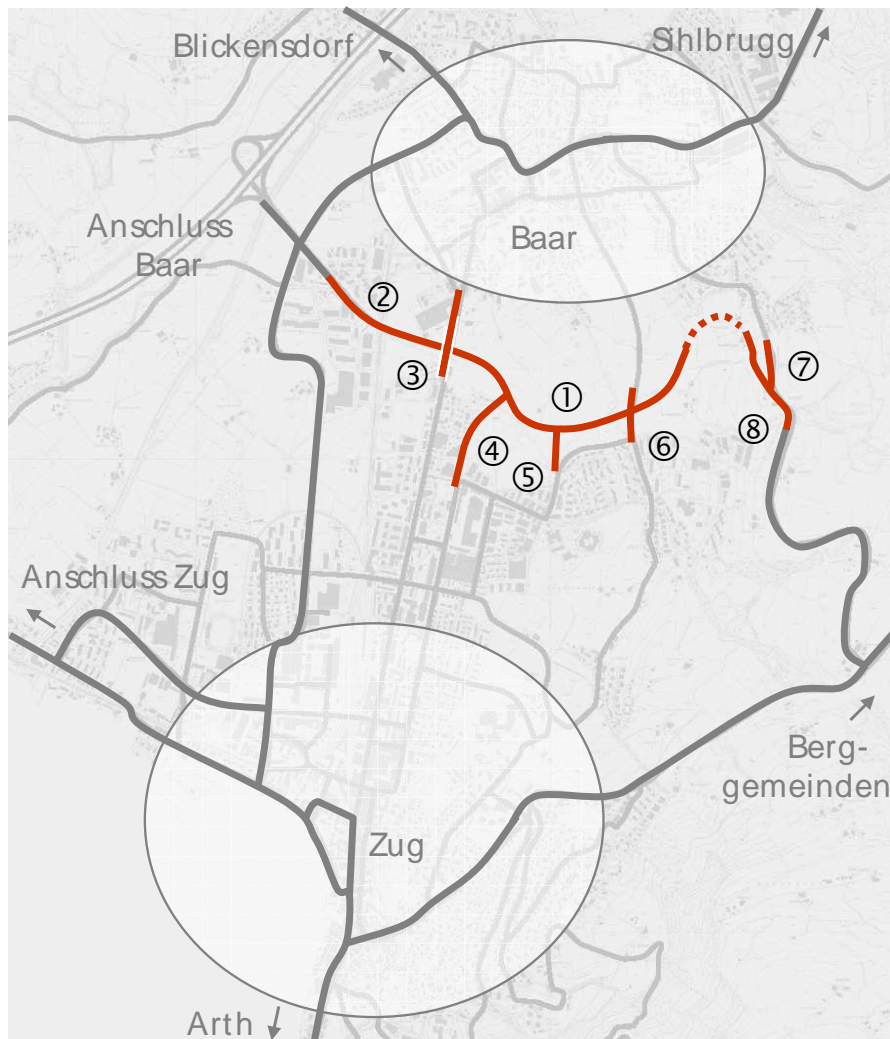 Blickensdorf
Sihlbrugg
Anschluss
Baar
Baar
②
③
①
⑦
④
⑤
⑥
⑧
Anschluss Zug
Berg-
gemeinden
Zug
Arth